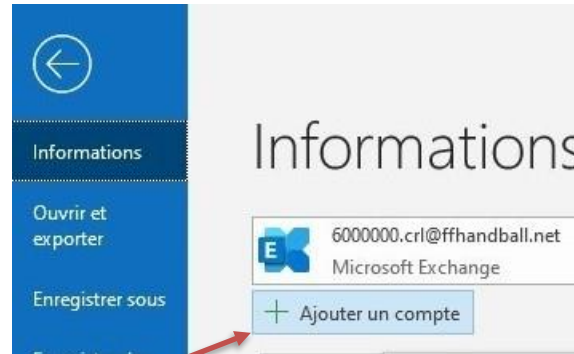 Informations
Informations
Ouvrir et
exporter
6000000.crl@ffhandball.net
Microsoft Exchange
Enregistrer sous
Ajouter un compte